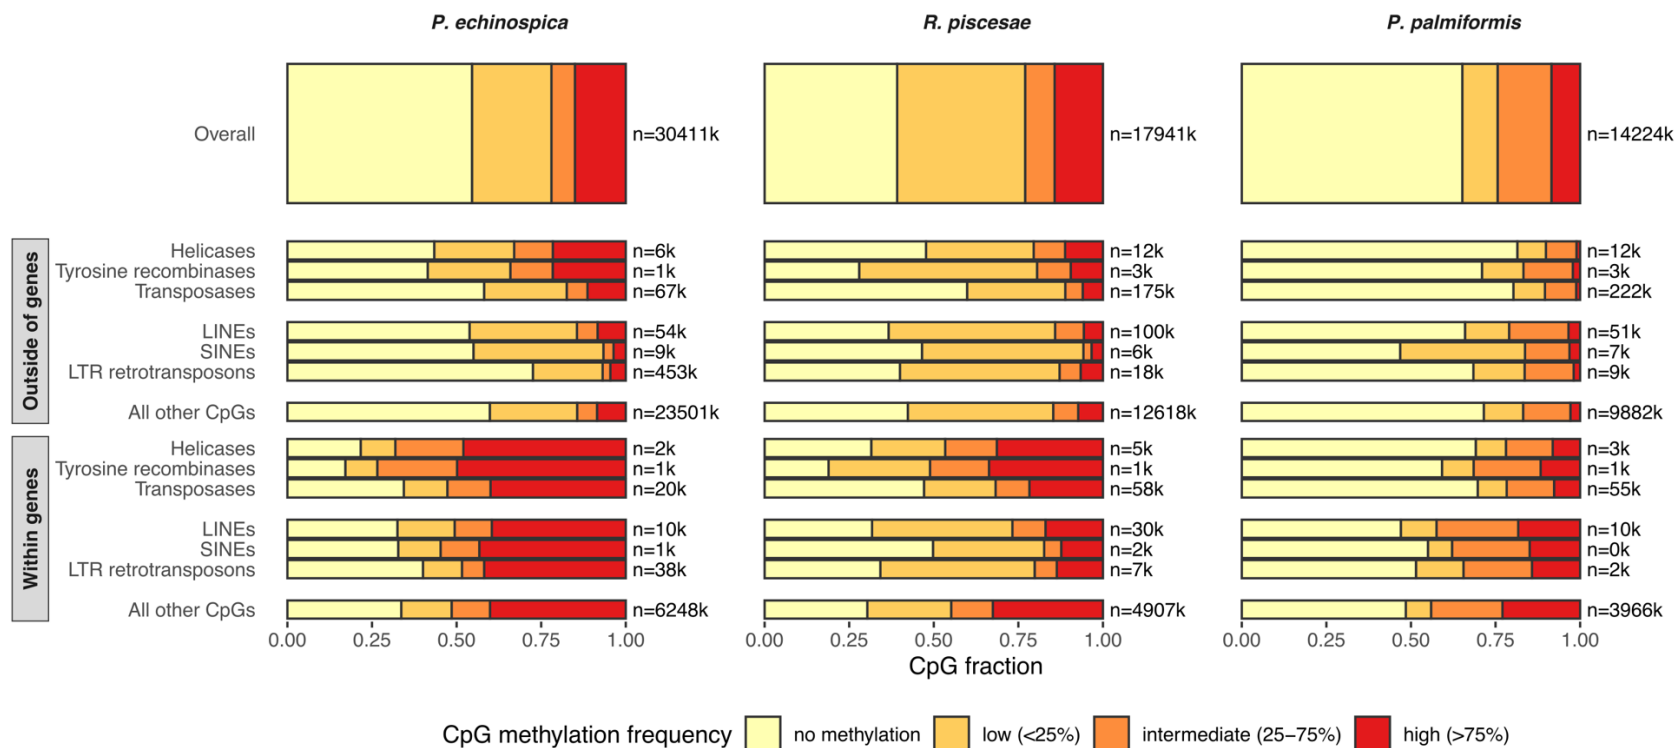 P. echinospica R. piscesae P. palmiformis
Overall n=30411k n=17941k n=14224k
Outside of genes
Helicases n=6k n=12k n=12k
Tyrosine recombinases n=1k n=3k n=3k
Transposases n=67k n=175k n=222k
LINEs n=54k n=100k n=51k
SINEs n=9k n=6k n=7k
LTR retrotransposons n=453k n=18k n=9k
All other CpGs n=23501k n=12618k n=9882k
Within genes
Helicases n=2k n=5k n=3k
Tyrosine recombinases n=1k n=1k n=1k
Transposases n=20k n=58k n=55k
LINEs n=10k n=30k n=10k
SINEs n=1k n=2k n=0k
LTR retrotransposons n=38k n=7k n=2k
All other CpGs n=6248k n=4907k n=3966k
0.00 0.25 0.50 0.75 1.00 0.00 0.25 0.50 0.75 1.00 0.00 0.25 0.50 0.75 1.00
CpG fraction
CpG methylation frequency no methylation low (<25%) intermediate (25−75%) high (>75%)